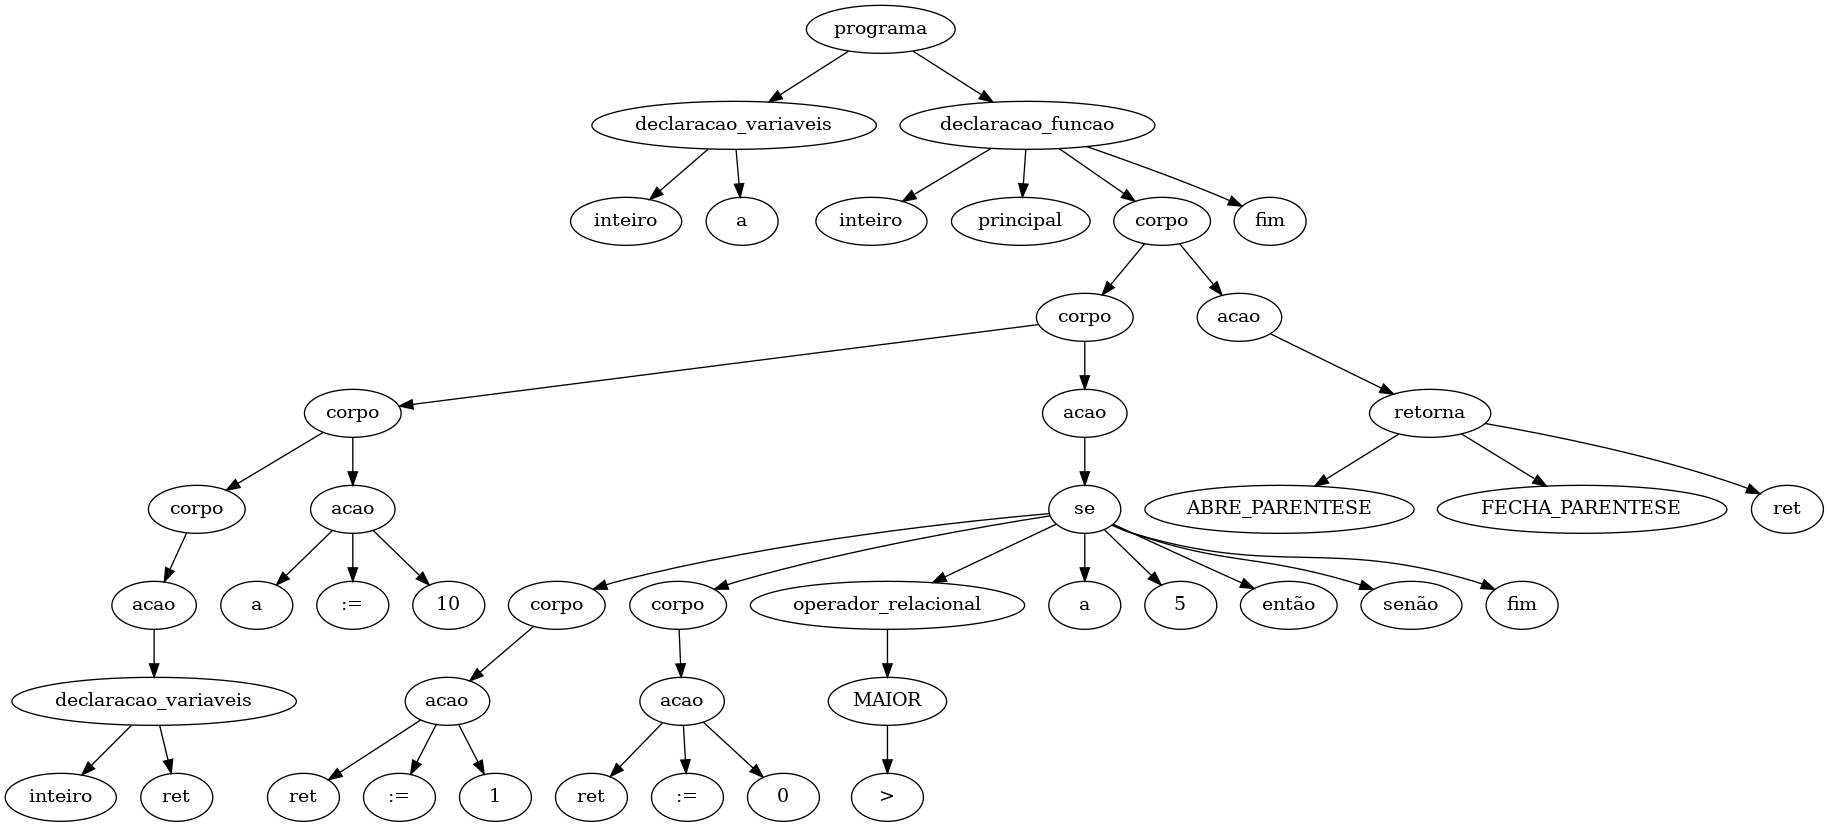 programa
declaracao_variaveis
declaracao_funcao
inteiro
a
inteiro
principal
corpo
fim
corpo
acao
corpo
acao
retorna
corpo
acao
se
ABRE_PARENTESE
FECHA_PARENTESE
ret
acao
a
:=
10
corpo
corpo
operador_relacional
a
5
então
senão
fim
declaracao_variaveis
acao
acao
MAIOR
inteiro
ret
ret
:=
1
ret
:=
0
>